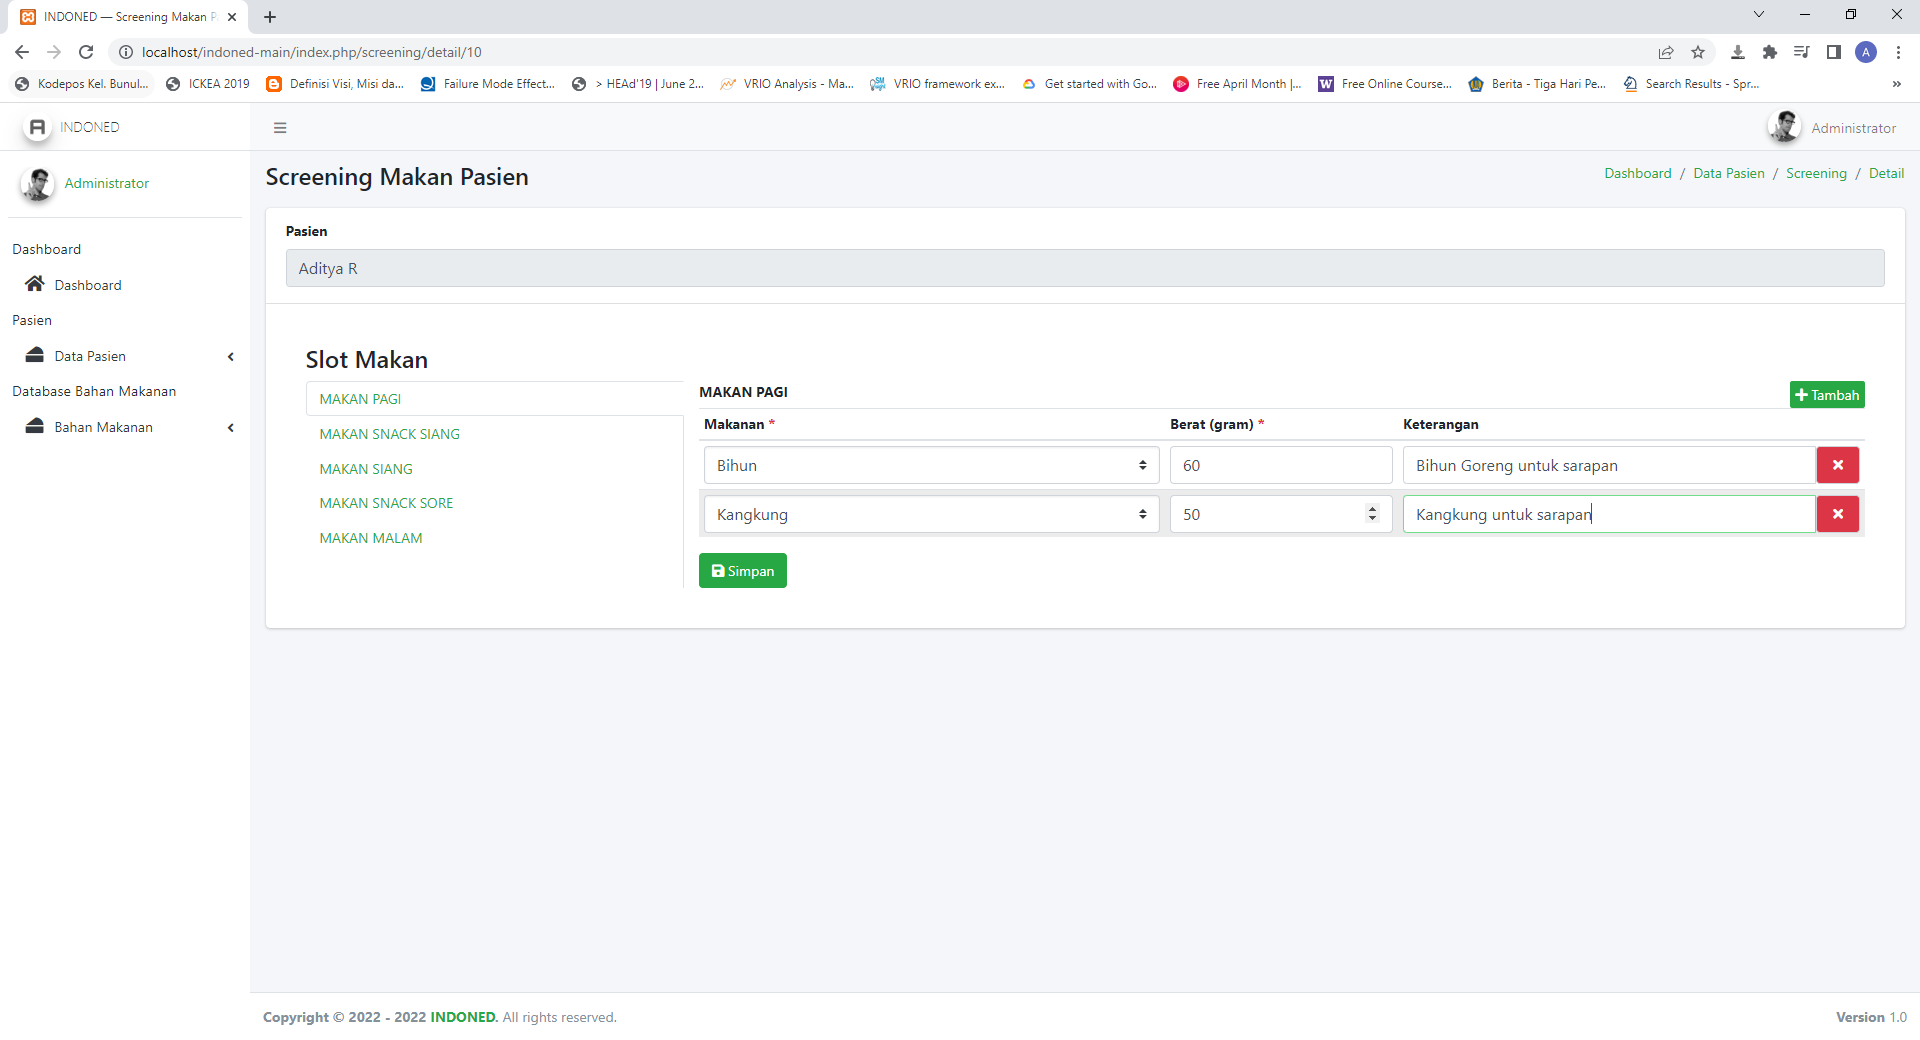 INDONED — Screening Makan P
localhost/indoned-main/index.php/screening/detail/10
A
Kodepos Kel. Bunul... ICKEA 2019 Definisi Visi, Misi da... Failure Mode Effect... > HEAd'19 | June 2... VRIO Analysis - Ma... VRIO framework ex... Get started with Go... Free April Month |... Free Online Course... Berita - Tiga Hari Pe... Search Results - Spr... »
INDONED
Administrator
Administrator
Screening Makan Pasien
Dashboard / Data Pasien / Screening / Detail
Dashboard
Dashboard
Pasien
Data Pasien
Database Bahan Makanan
Bahan Makanan
Pasien
Aditya R
Slot Makan
MAKAN PAGI
MAKAN SNACK SIANG
MAKAN SIANG
MAKAN SNACK SORE
MAKAN MALAM
MAKAN PAGI
Tambah
Makanan * Berat (gram) * Keterangan
Bihun 60 Bihun Goreng untuk sarapan
Kangkung 50 Kangkung untuk sarapan
Simpan
Copyright © 2022 - 2022 INDONED. All rights reserved.
Version 1.0